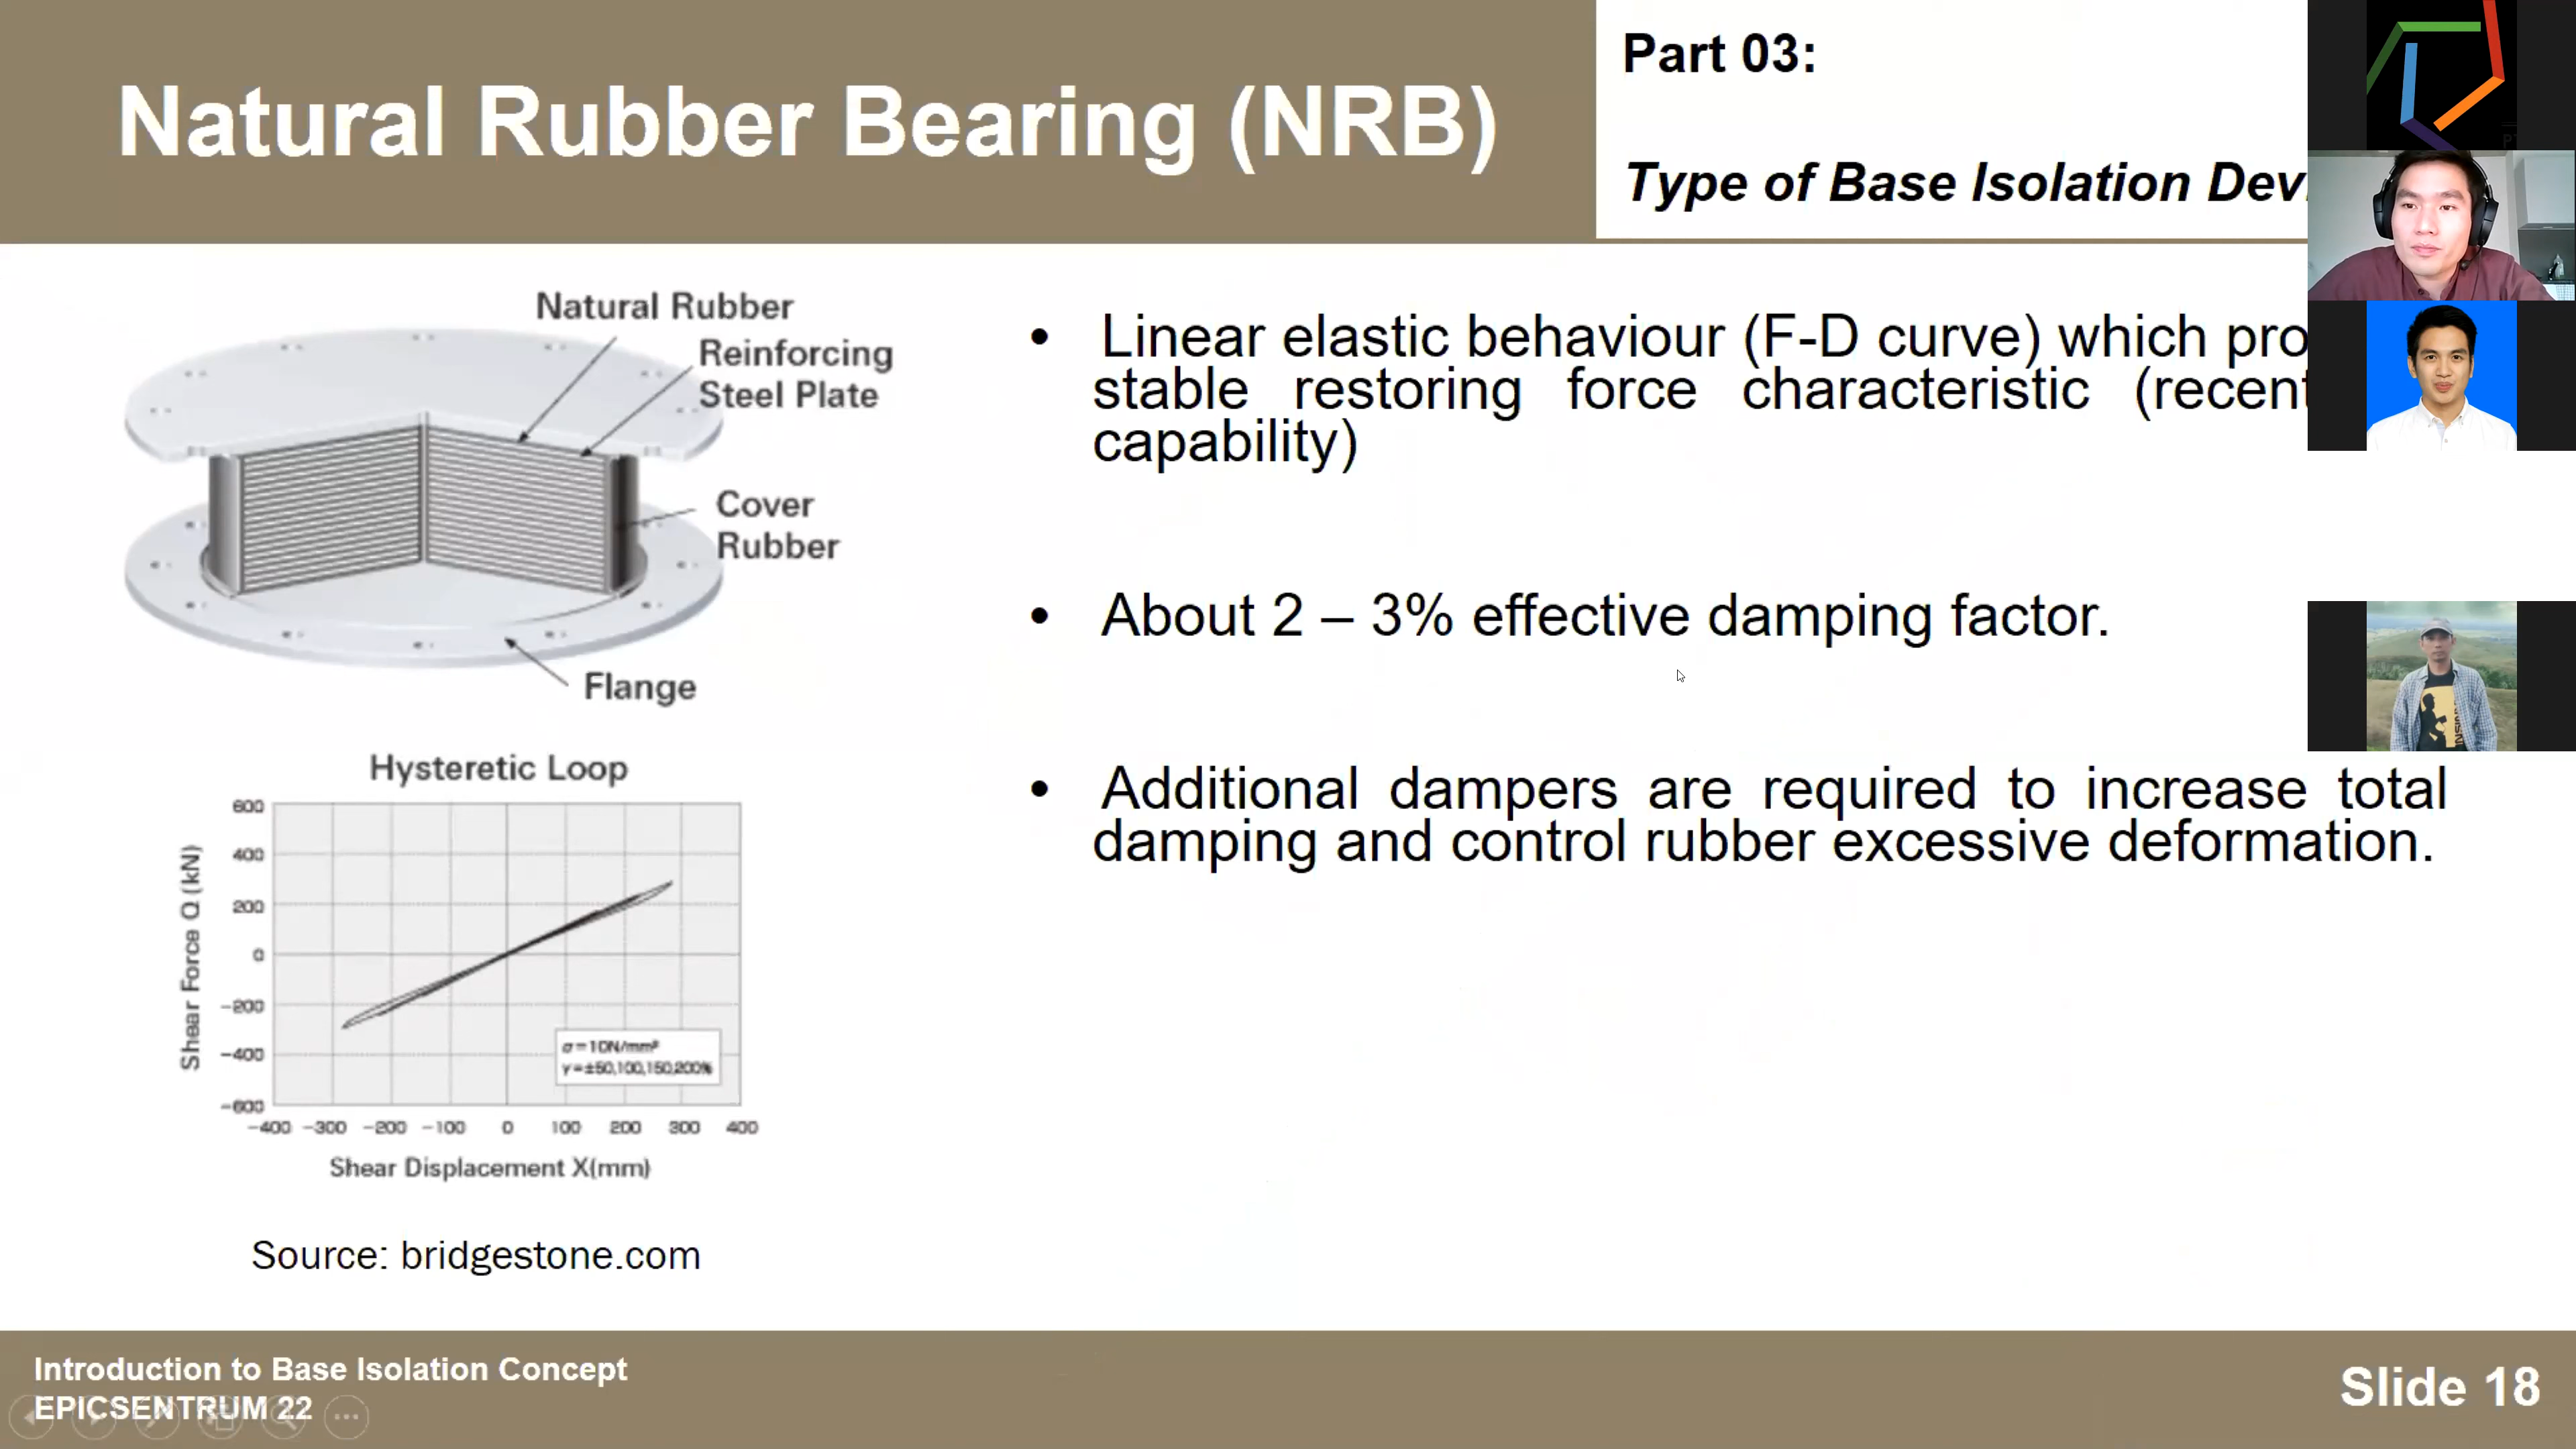 Natural Rubber Bearing (NRB)
Part 03:
Type of Base Isolation
Natural Rubber
Reinforcing
Steel Plate
Cover
Rubber
Flange
• Linear elastic behaviour (F-D curve) which
stable restoring force characteristic
capability)
• About 2 – 3% effective damping factor.
• Additional dampers are required to increase total
damping and control rubber excessive deformation.
Hysteretic Loop
Shear Force Q (kN)
600
400
200
0
-200
-400
-600
σ=10N/mm²
γ=±50,100,150,200%
-400 -300 -200 -100 0 100 200 300 400
Shear Displacement X(mm)
Source: bridgestone.com
Introduction to Base Isolation Concept
EPICSENTRUM 22
Slide 18